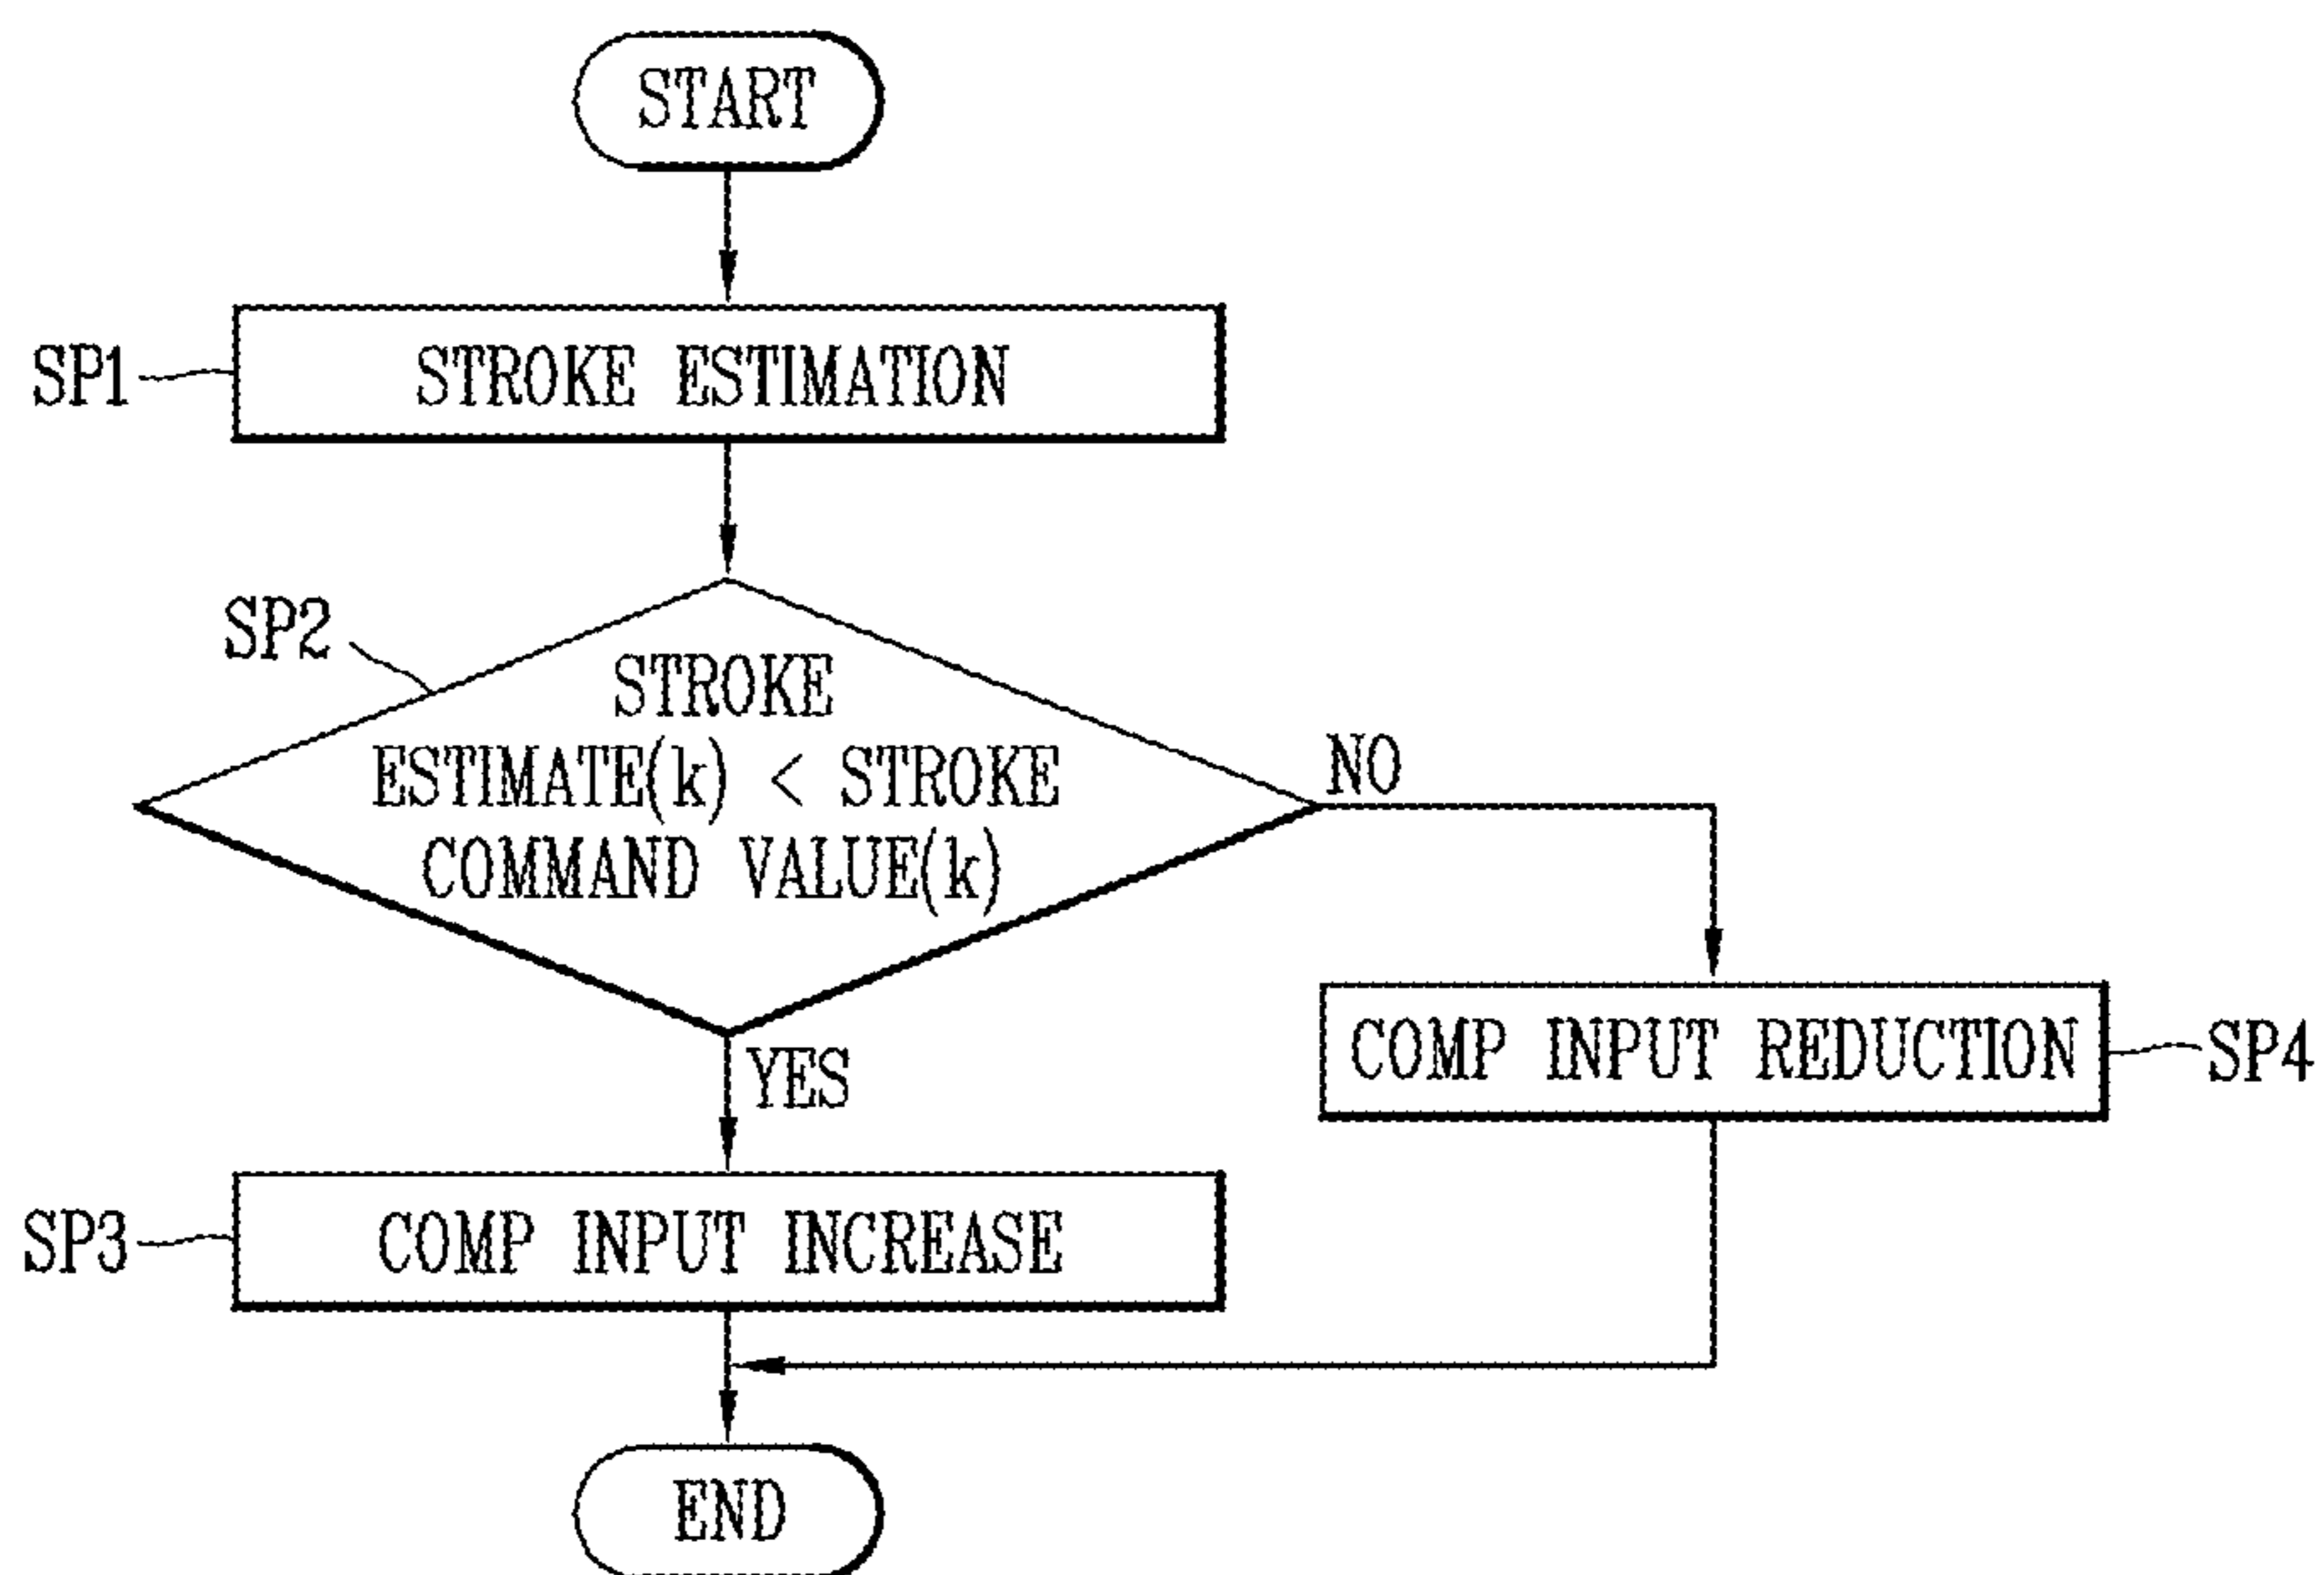 START
SP1
STROKE ESTIMATION
SP2
STROKE
ESTIMATE(k) < STROKE
COMMAND VALUE(k)
NO
YES
COMP INPUT REDUCTION
SP4
SP3
COMP INPUT INCREASE
END